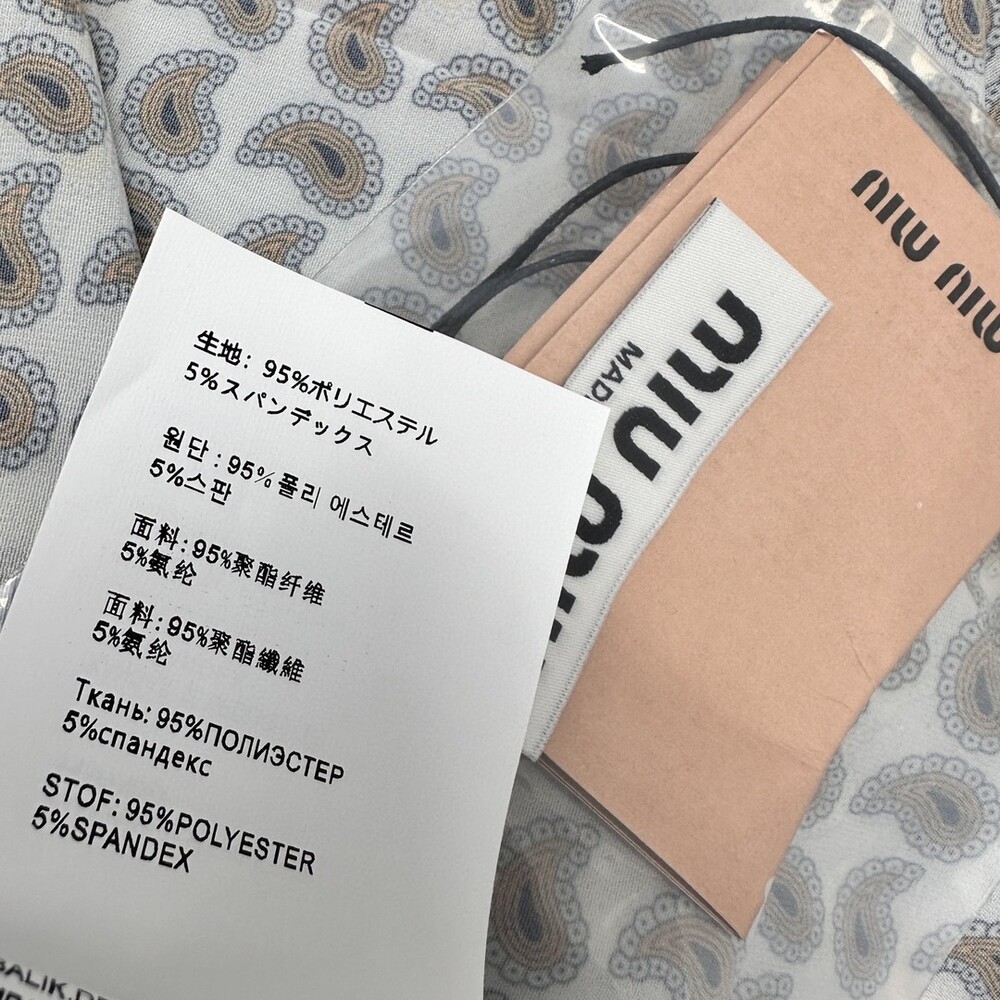 生地: 95%ポリエステル
5%スパンデックス
원단: 95%폴리 에스테르
5%스판
面料: 95%聚酯纤维
5%氨纶
面料: 95%聚酯纖維
5%氨纶
Ткань: 95%ПОЛИЭСТЕР
5%спандекс
STOF: 95%POLYESTER
5%SPANDEX
miu miu
miu